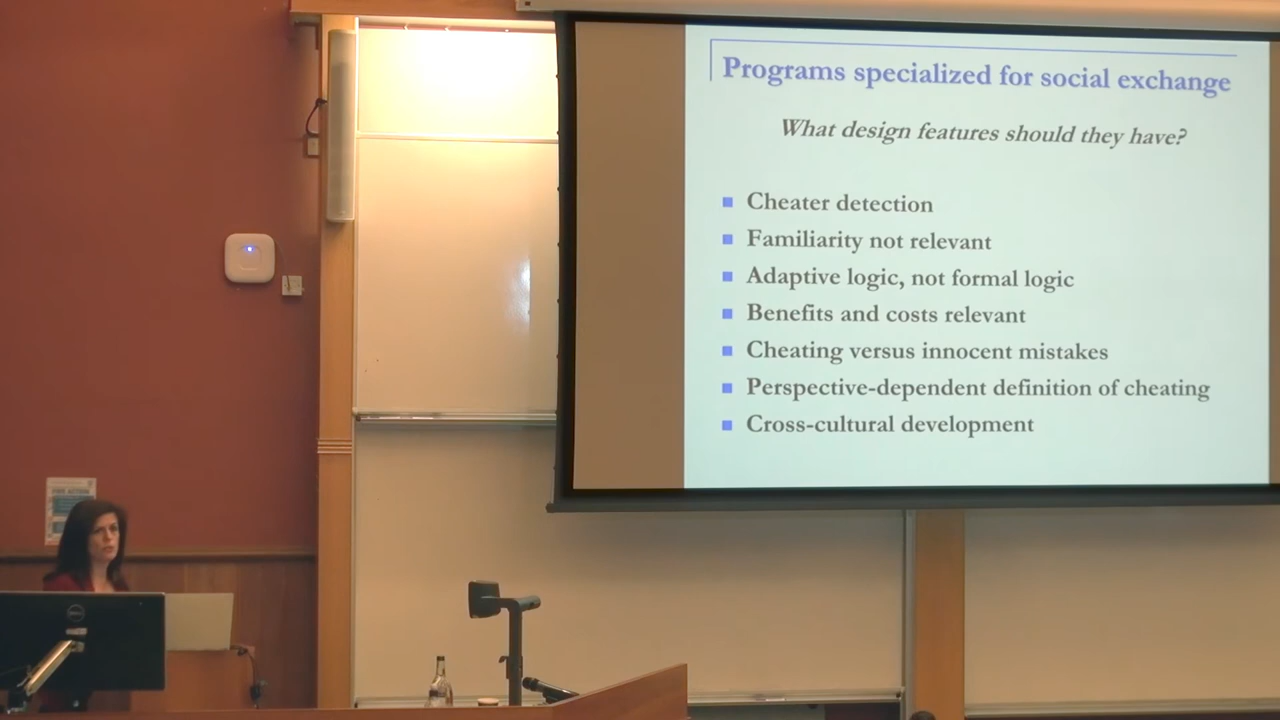 Programs specialized for social exchange
What design features should they have?
Cheater detection
Familiarity not relevant
Adaptive logic, not formal logic
Benefits and costs relevant
Cheating versus innocent mistakes
Perspective-dependent definition of cheating
Cross-cultural development
DELL